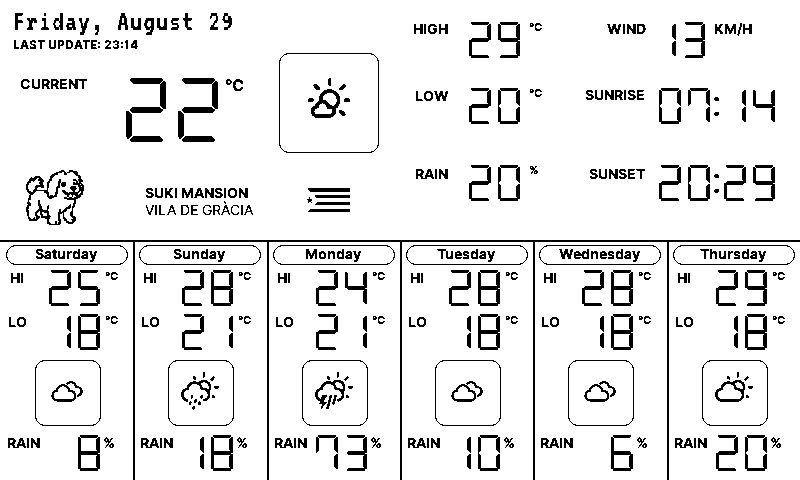 Friday, August 29
LAST UPDATE: 23:14
CURRENT 22 °C
SUKI MANSION
VILA DE GRÀCIA
HIGH 29 °C
LOW 20 °C
RAIN 20 %
WIND 13 KM/H
SUNRISE 07:14
SUNSET 20:29
Saturday
HI 25 °C
LO 18 °C
RAIN 8 %
Sunday
HI 28 °C
LO 21 °C
RAIN 18 %
Monday
HI 24 °C
LO 21 °C
RAIN 73 %
Tuesday
HI 28 °C
LO 18 °C
RAIN 10 %
Wednesday
HI 28 °C
LO 18 °C
RAIN 6 %
Thursday
HI 29 °C
LO 18 °C
RAIN 20 %